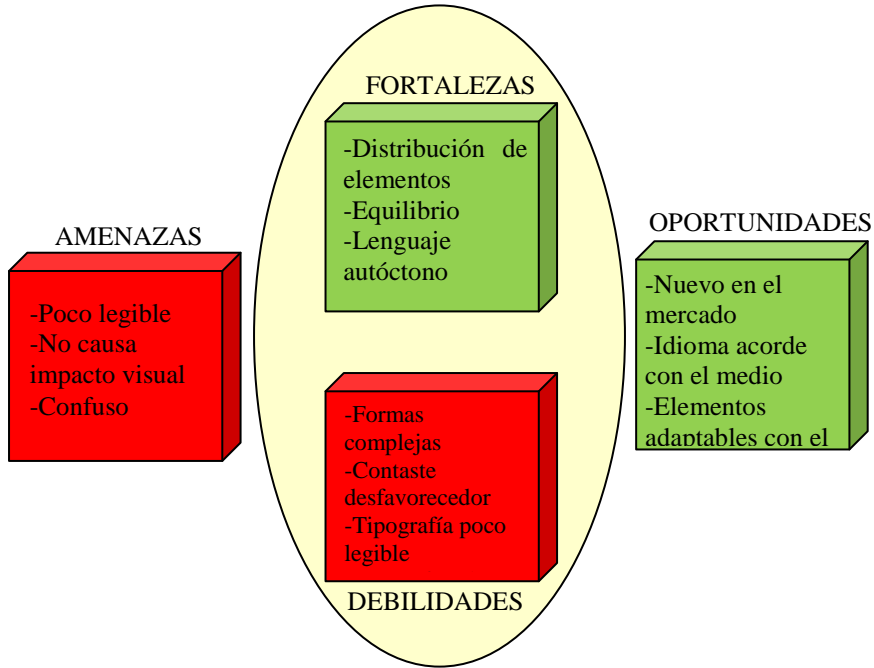 FORTALEZAS
-Distribución de
elementos
-Equilibrio
-Lenguaje
autóctono
AMENAZAS
-Poco legible
-No causa
impacto visual
-Confuso
OPORTUNIDADES
-Nuevo en el
mercado
-Idioma acorde
con el medio
-Elementos
adaptables con el
-Formas
complejas
-Contaste
desfavorecedor
-Tipografía poco
legible
DEBILIDADES